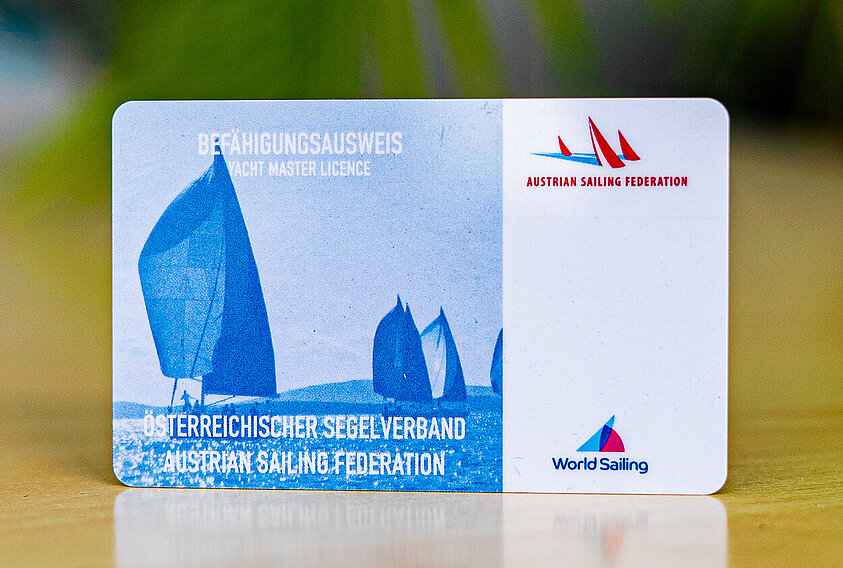 BEFÄHIGUNGSAUSWEIS
YACHT MASTER LICENCE
AUSTRIAN SAILING FEDERATION
ÖSTERREICHISCHER SEGELVERBAND
AUSTRIAN SAILING FEDERATION
World Sailing